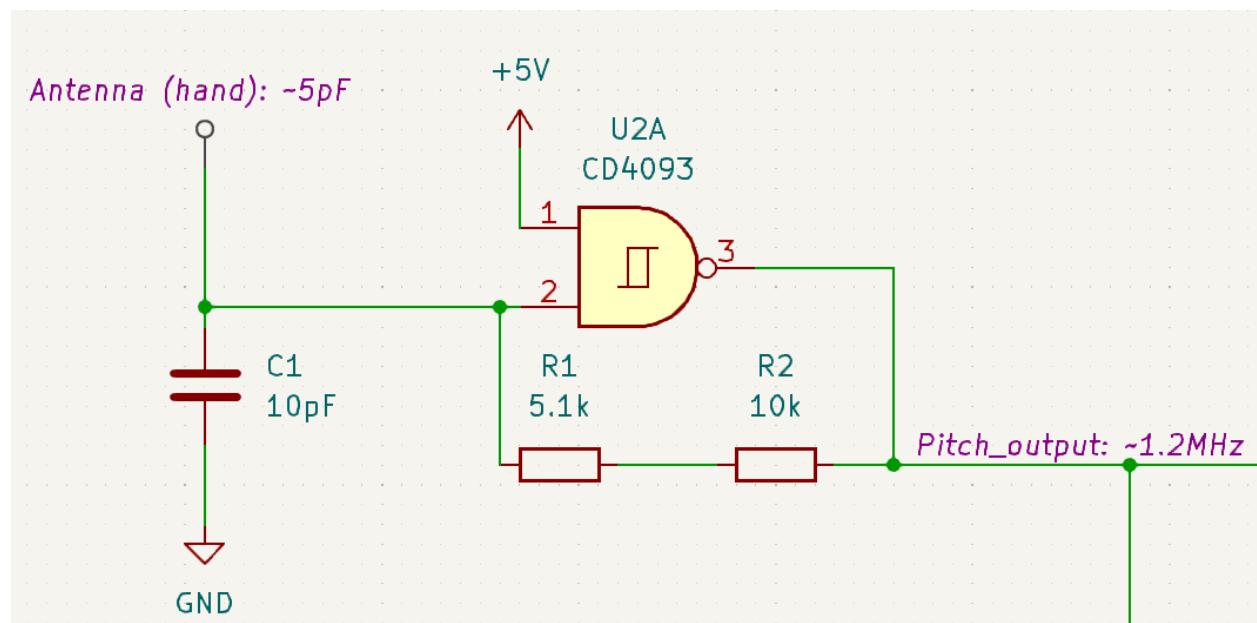 Antenna (hand): ~5pF
+5V
U2A
CD4093
1
2
3
C1
10pF
R1
5.1k
R2
10k
Pitch_output: ~1.2MHz
GND